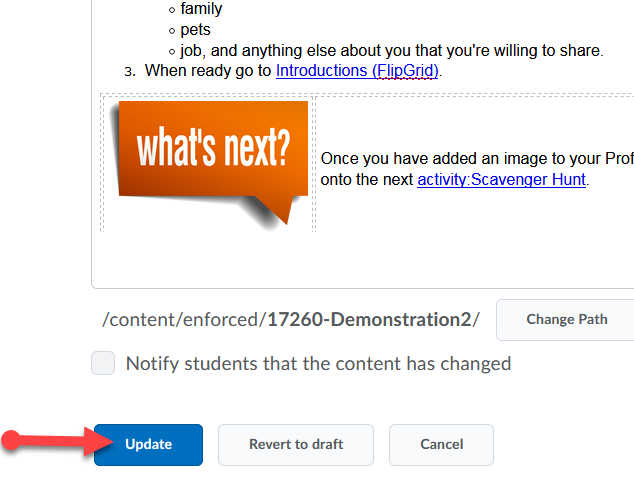 family
pets
job, and anything else about you that you're willing to share.
3. When ready go to Introductions (FlipGrid).
what's next?
Once you have added an image to your Prof
onto the next activity:Scavenger Hunt.
/content/enforced/17260-Demonstration2/
Change Path
Notify students that the content has changed
Update
Revert to draft
Cancel